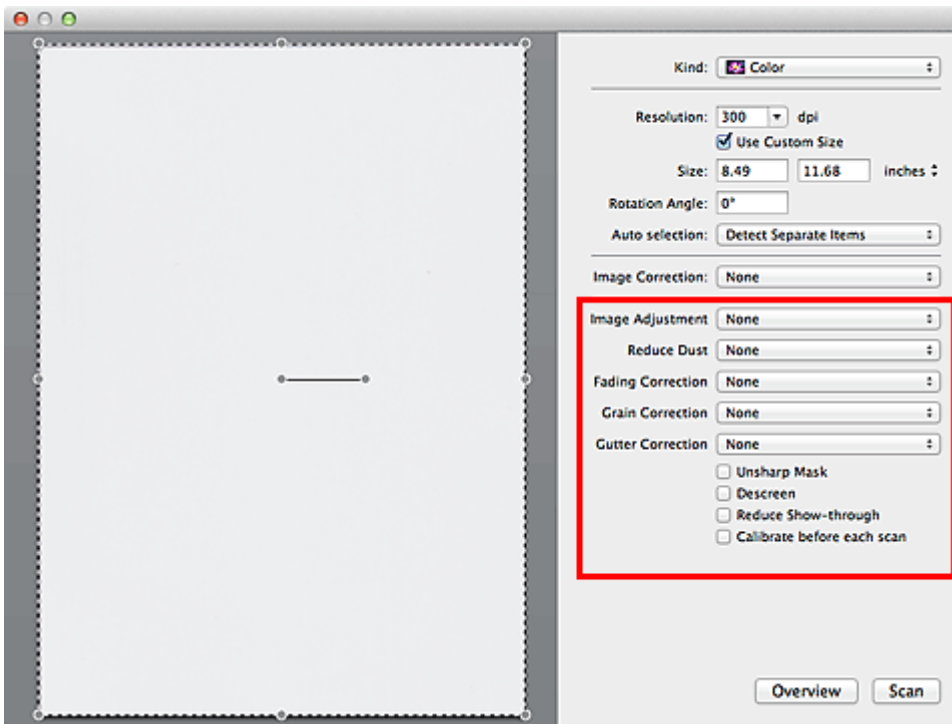 Kind: Color
Resolution: 300 dpi
Use Custom Size
Size: 8.49 11.68 inches
Rotation Angle: 0°
Auto selection: Detect Separate Items
Image Correction: None
Image Adjustment None
Reduce Dust None
Fading Correction None
Grain Correction None
Gutter Correction None
Unsharp Mask
Descreen
Reduce Show-through
Calibrate before each scan
Overview Scan